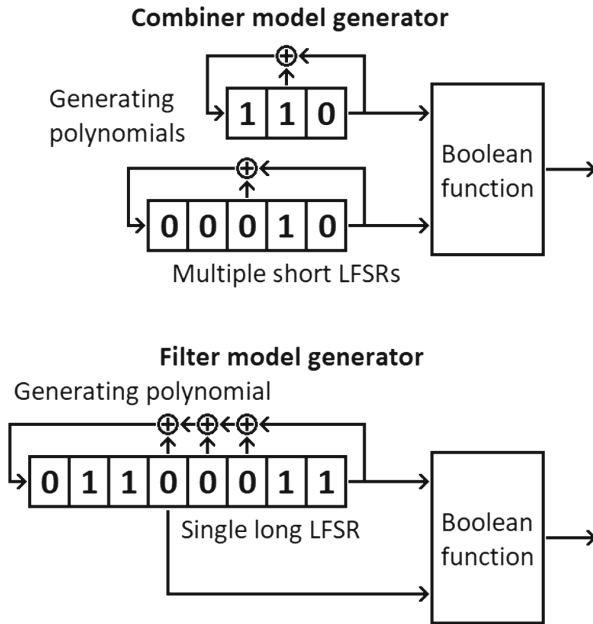 Combiner model generator
Generating
polynomials
1 1 0
Boolean
function
0 0 0 1 0
Multiple short LFSRs
Filter model generator
Generating polynomial
0 1 1 0 0 0 1 1
Single long LFSR
Boolean
function